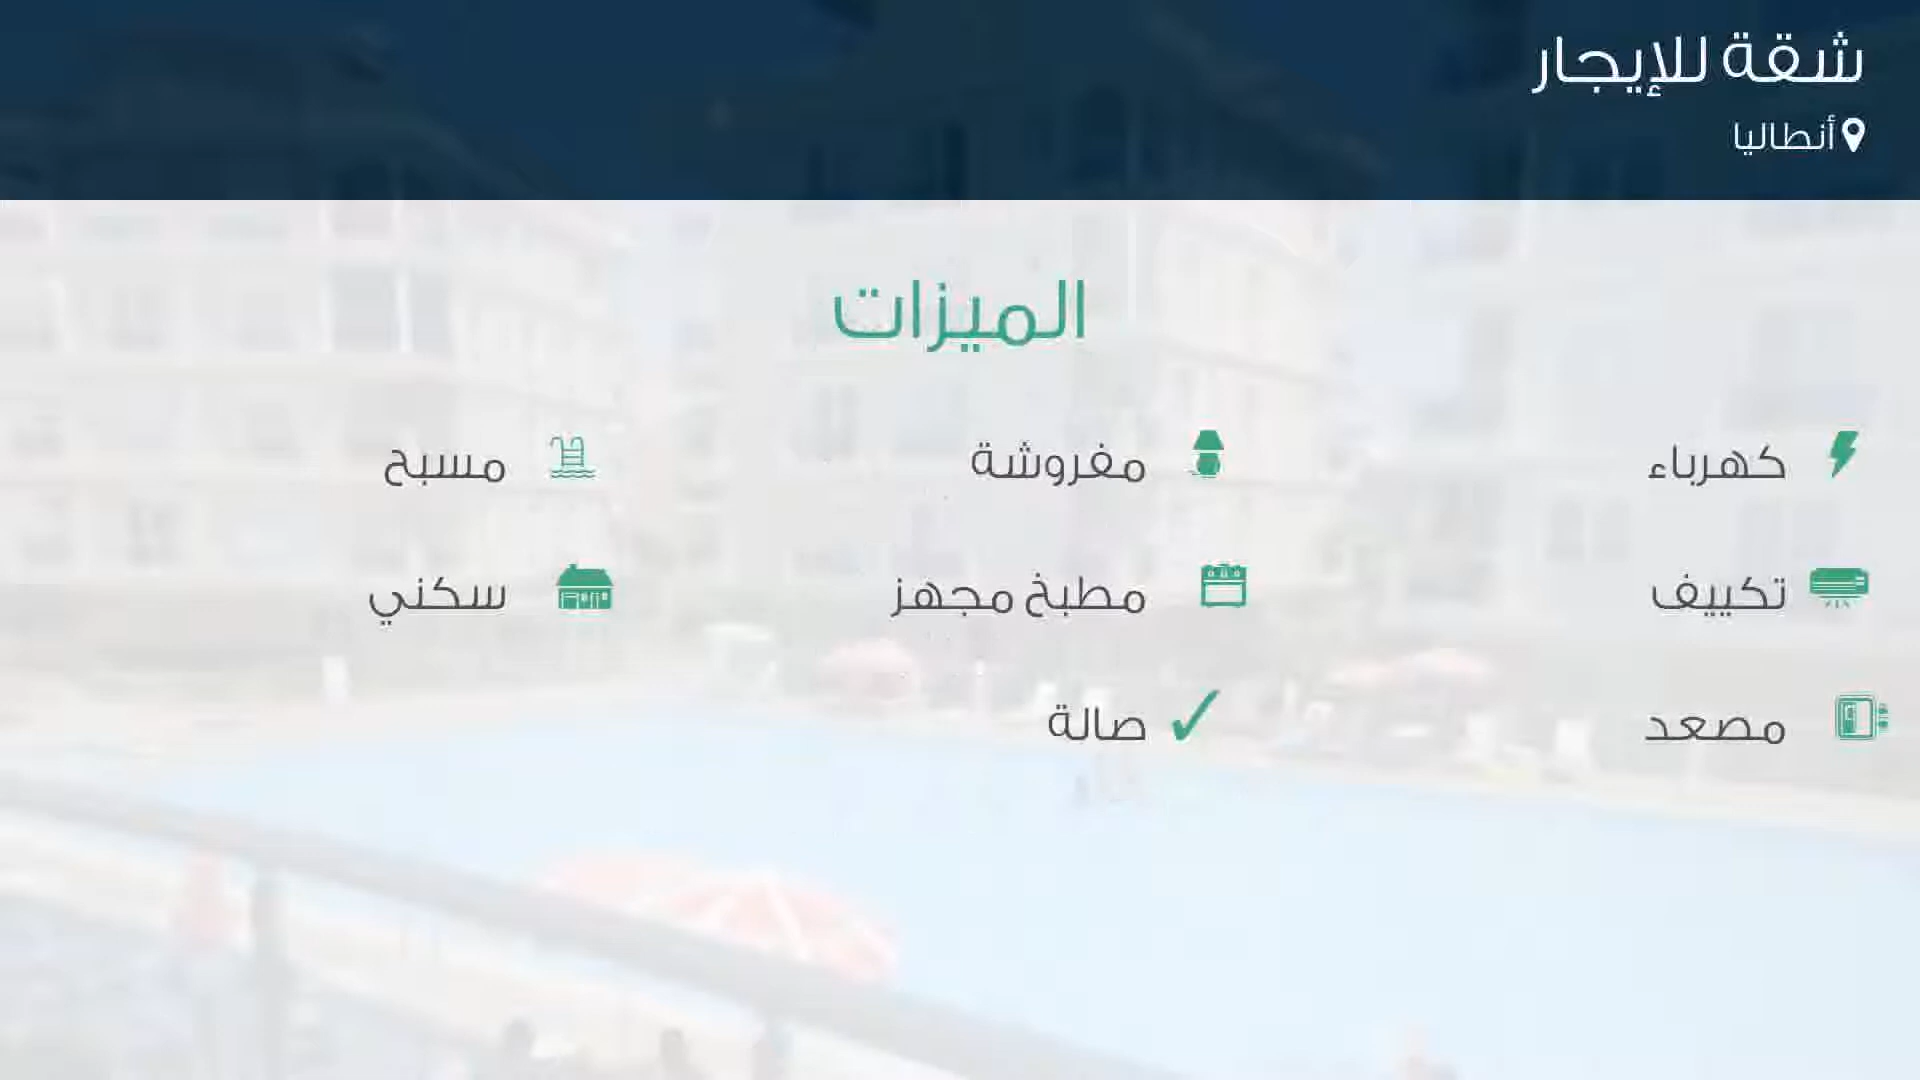 شقة للإيجار
أنطاليا
الميزات
كهرباء
مفروشة
مسبح
تكييف
مطبخ مجهز
سكني
مصعد
صالة